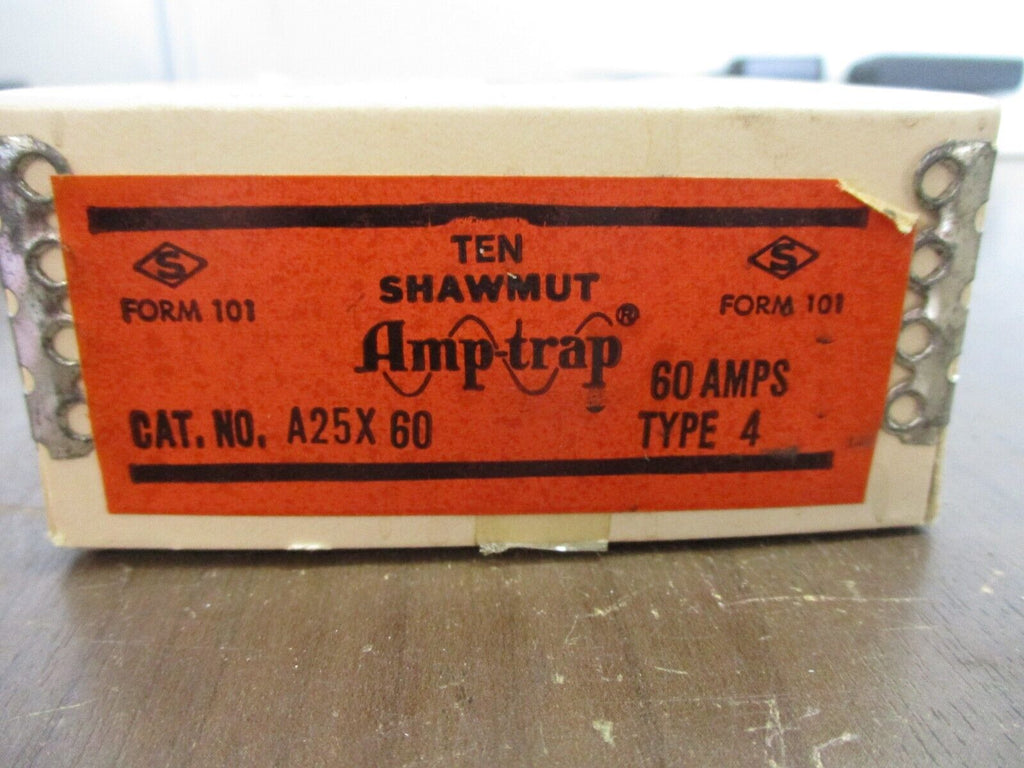 TEN
SHAWMUT
S FORM 101
Amp-trap®
S FORM 101
60 AMPS
CAT. NO. A25X 60
TYPE 4